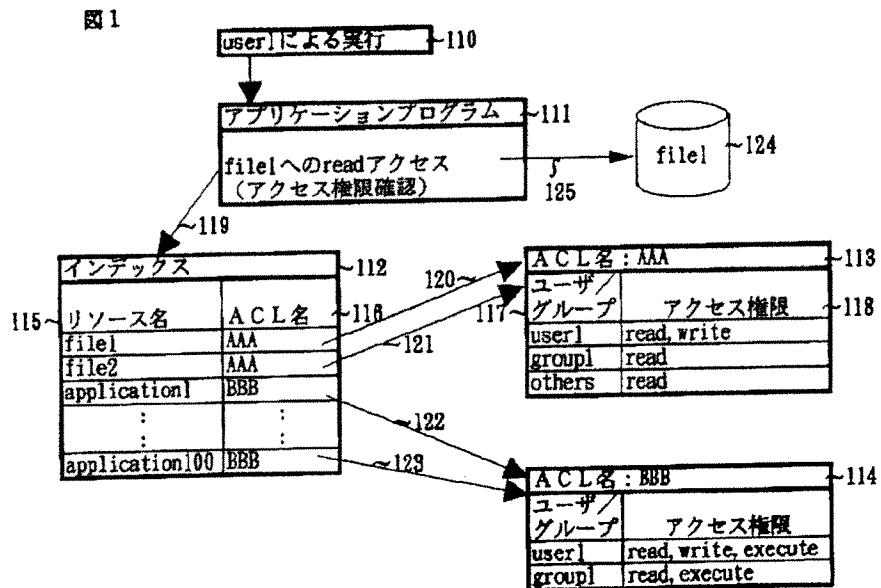 図1
user1による実行 110
アプリケーションプログラム 111
file1へのreadアクセス
（アクセス権限確認）
125
file1 124
119
インデックス 112
115 リソース名 ACL名 116
file1 AAA
file2 AAA
application1 BBB
: :
: :
application100 BBB
120
121
122
123
ACL名:AAA 113
ユーザ/
117 グループ アクセス権限 118
user1 read,write
group1 read
others read
ACL名:BBB 114
ユーザ/
グループ アクセス権限
user1 read,write,execute
group1 read,execute